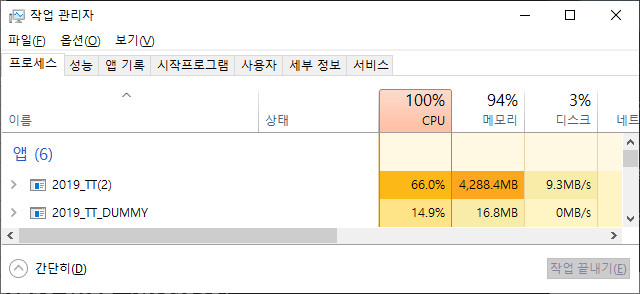 작업 관리자
파일(F) 옵션(O) 보기(V)
프로세스 성능 앱 기록 시작프로그램 사용자 세부 정보 서비스
100% 94% 3%
이름 상태 CPU 메모리 디스크 네트
앱 (6)
2019_TT(2) 66.0% 4,288.4MB 9.3MB/s
2019_TT_DUMMY 14.9% 16.8MB 0MB/s
간단히(D) 작업 끝내기(E)